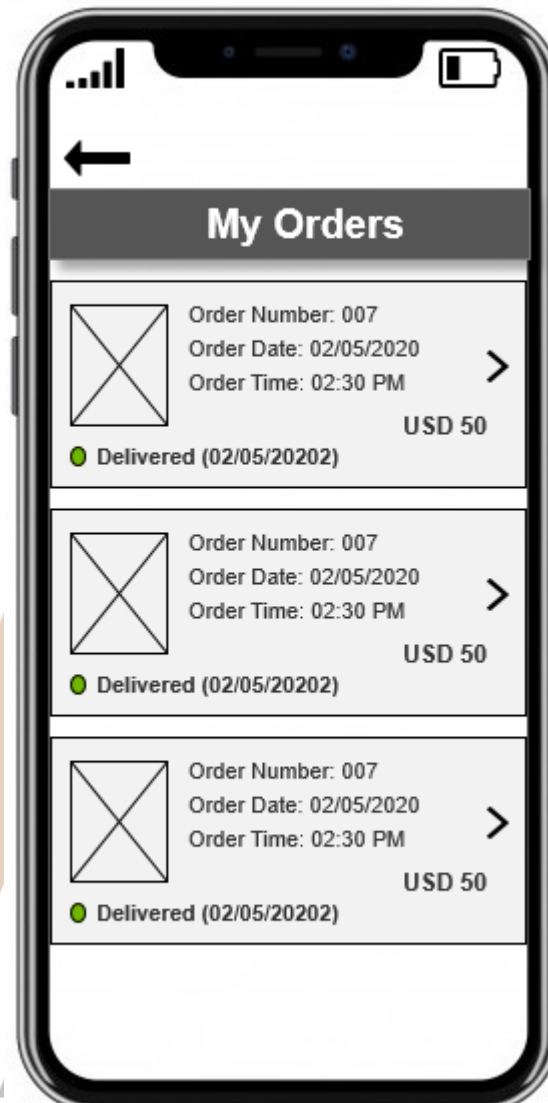 My Orders
Order Number: 007
Order Date: 02/05/2020
Order Time: 02:30 PM
USD 50
Delivered (02/05/20202)
Order Number: 007
Order Date: 02/05/2020
Order Time: 02:30 PM
USD 50
Delivered (02/05/20202)
Order Number: 007
Order Date: 02/05/2020
Order Time: 02:30 PM
USD 50
Delivered (02/05/20202)